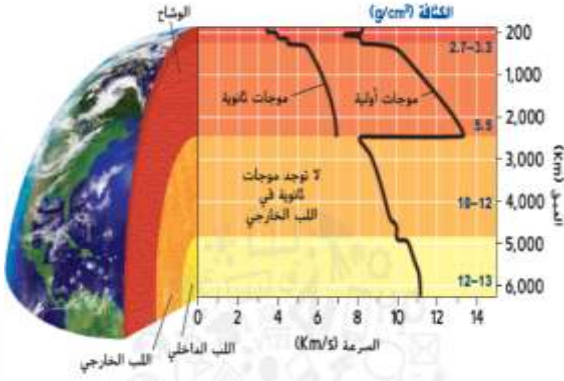 الوشاح
الكثافة (g/cm³)
200
2.7–3.3
1,000
موجات ثانوية
موجات أولية
2,000
5.5
3,000
لا توجد موجات
ثانوية في
اللب الخارجي
10–12
4,000
العمق (Km)
5,000
12–13
6,000
0 2 4 6 8 10 12 14
السرعة (Km/s)
اللب الداخلي
اللب الخارجي